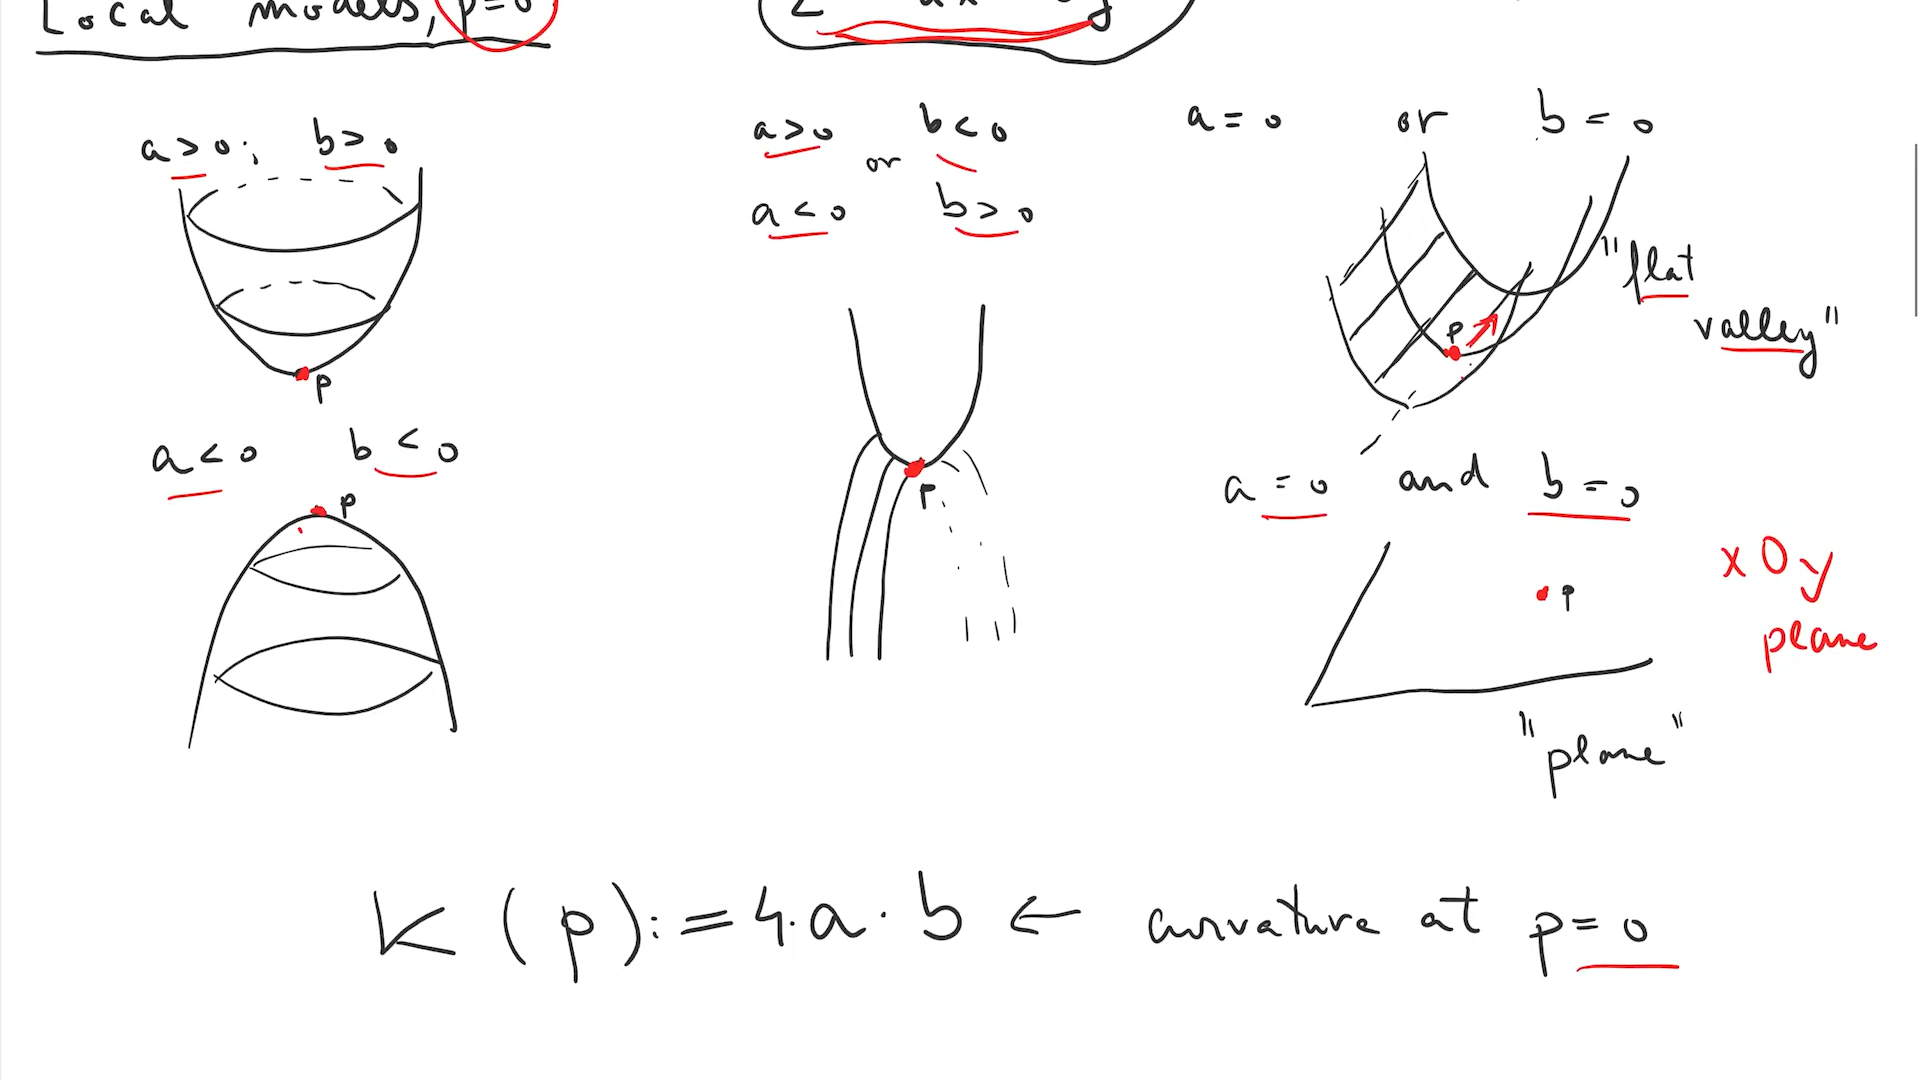 Local models, p=0
a>0; b>0
p
a<0 b<0
p
a>0 b<0
or
a<0 b>0
p
a=0 or b=0
"flat
valley"
p
a=0 and b=0
p
x0y
plane
"plane"
K(p):=4·a·b ← curvature at p=0